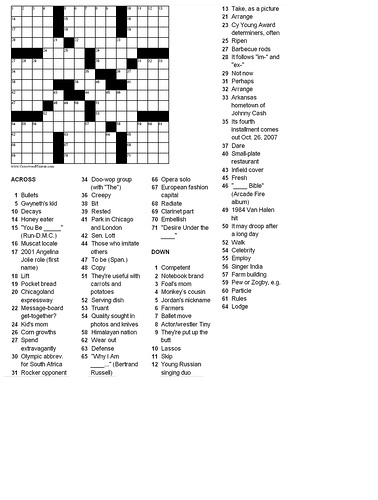 ACROSS
1 Bullets
5 Gwyneth's kid
10 Decays
14 Honey eater
15 "You Be _____"
(Run-D.M.C.)
16 Muscat locale
17 2001 Angelina
Jolie role (first
name)
18 Lift
19 Pocket bread
20 Chicagoland
expressway
22 Message-board
get-together?
24 Kid's mom
26 Corn growths
27 Spend
extravagantly
30 Olympic abbrev.
for South Africa
31 Rocker opponent
34 Doo-wop group
(with "The")
36 Creepy
38 Bit
39 Rested
41 Park in Chicago
and London
42 Sen. Lott
44 Those who imitate
others
47 To be (Span.)
48 Copy
51 They're useful with
carrots and
potatoes
52 Serving dish
53 Truant
54 Quality sought in
photos and knives
58 Himalayan nation
62 Wear out
63 Defense
65 "Why I Am
____..." (Bertrand
Russell)
66 Opera solo
67 European fashion
capital
68 Radiate
69 Clarinet part
70 Embellish
71 "Desire Under the
____"
DOWN
1 Competent
2 Notebook brand
3 Foal's mom
4 Monkey's cousin
5 Jordan's nickname
6 Farmers
7 Ballet move
8 Actor/wrestler Tiny
9 They're put up the
butt
10 Lassos
11 Skip
12 Young Russian
singing duo
13 Take, as a picture
21 Arrange
23 Cy Young Award
determiners, often
25 Ripen
27 Barbecue rods
28 It follows "im-" and
"ex-"
29 Not now
31 Perhaps
32 Arrange
33 Arkansas
hometown of
Johnny Cash
35 Its fourth
installment comes
out Oct. 26, 2007
37 Dare
40 Small-plate
restaurant
43 Infield cover
45 Fresh
46 "____ Bible"
(Arcade Fire
album)
49 1984 Van Halen
hit
50 It may droop after
a long day
52 Walk
54 Celebrity
55 Employ
56 Singer India
57 Farm building
59 Pew or Zogby, e.g.
60 Particle
61 Rules
64 Lodge